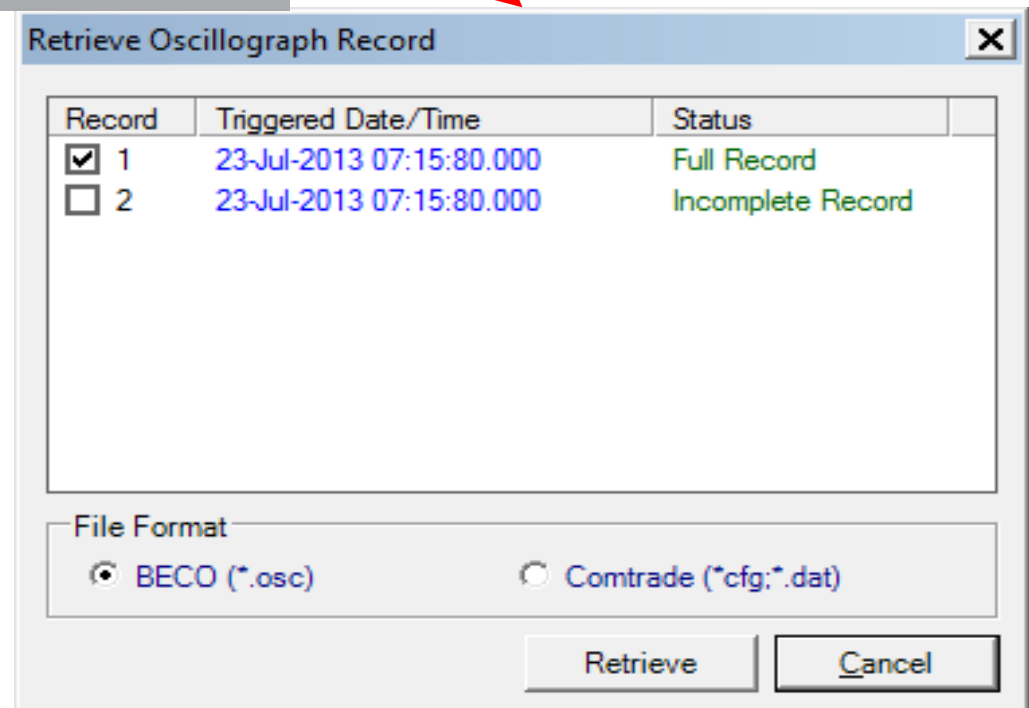 Retrieve Oscillograph Record
Record Triggered Date/Time Status
1 23-Jul-2013 07:15:80.000 Full Record
2 23-Jul-2013 07:15:80.000 Incomplete Record
File Format
BECO (*.osc) Comtrade (*cfg;*.dat)
Retrieve Cancel